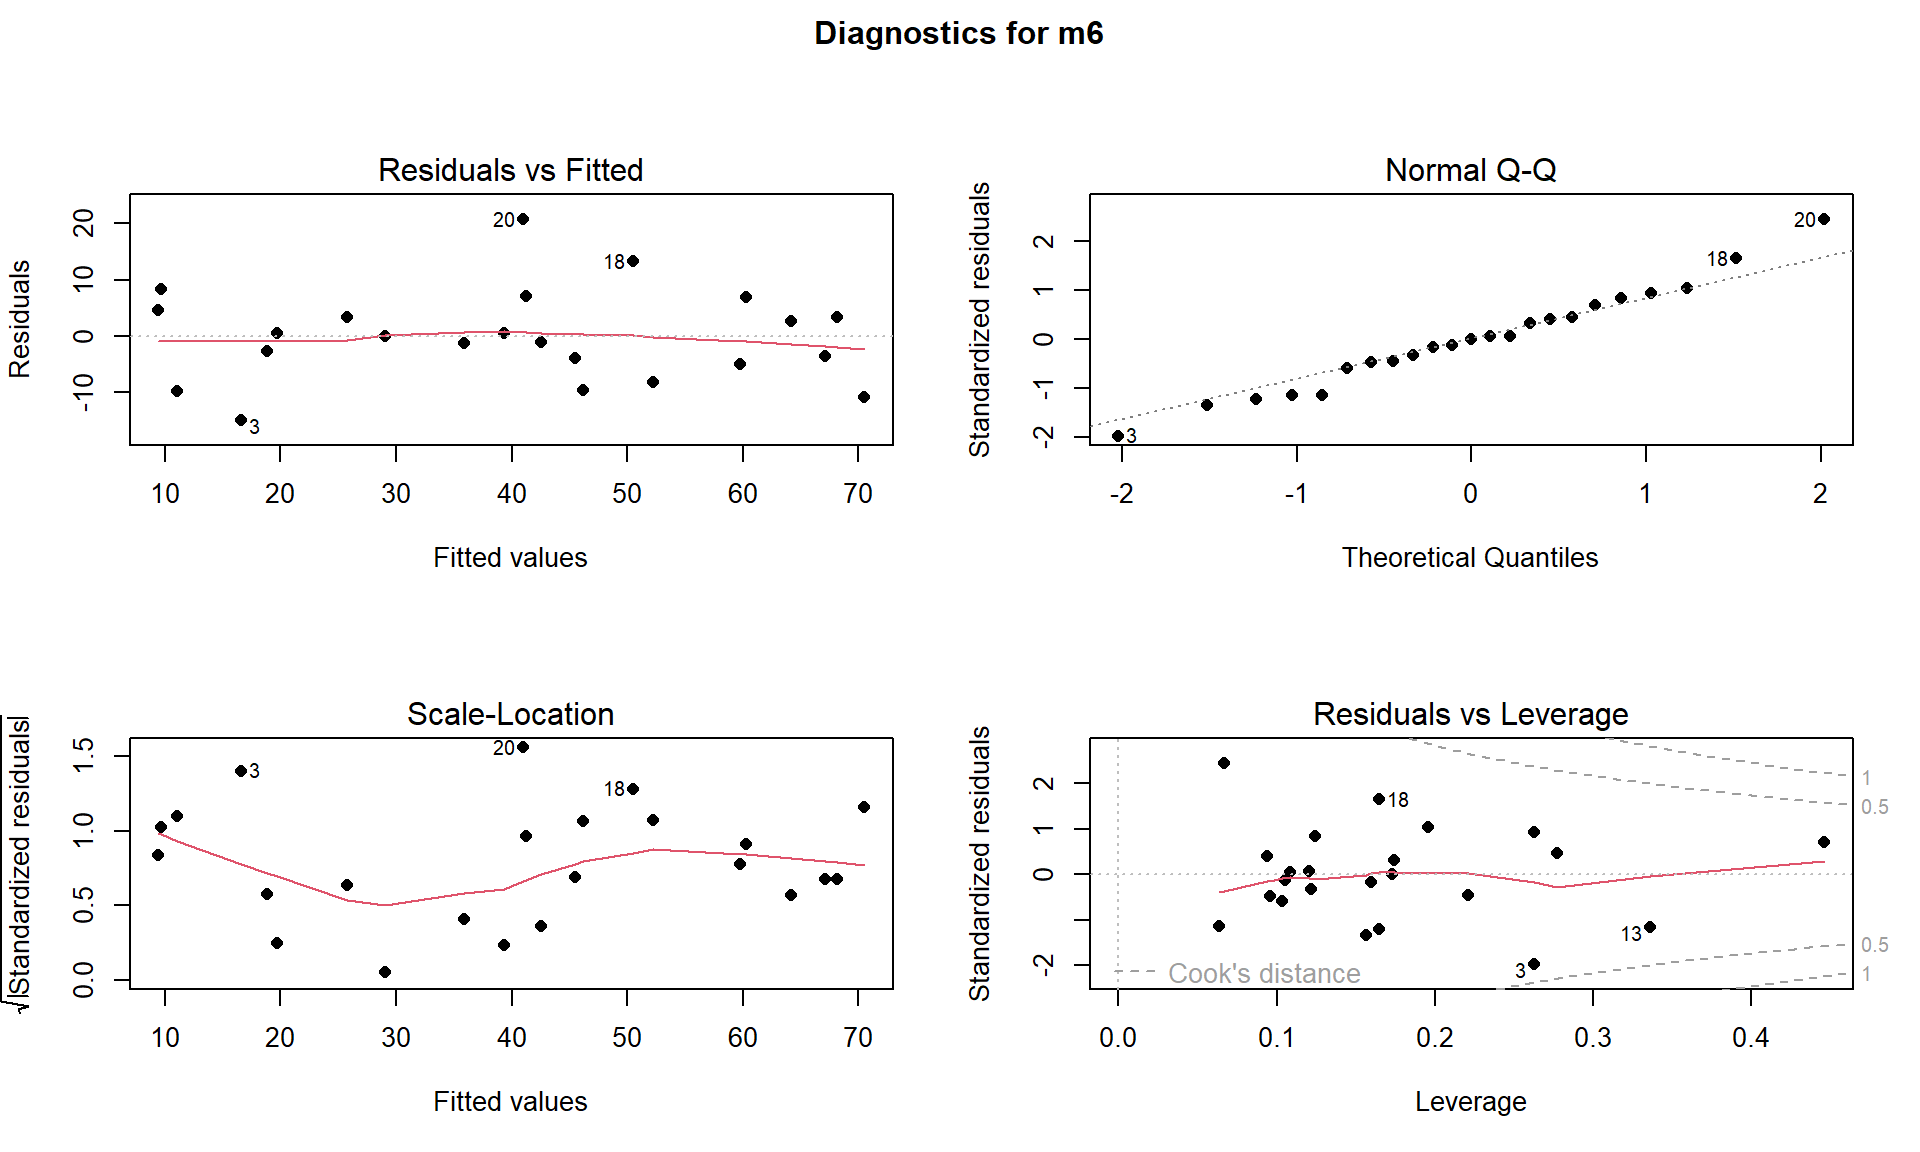 Diagnostics for m6
Residuals vs Fitted
Residuals
20
10
0
-10
20
18
3
10 20 30 40 50 60 70
Fitted values
Normal Q-Q
Standardized residuals
2
1
0
-1
-2
20
18
3
-2 -1 0 1 2
Theoretical Quantiles
Scale-Location
√|Standardized residuals|
1.5
1.0
0.5
0.0
20
3
18
10 20 30 40 50 60 70
Fitted values
Residuals vs Leverage
Standardized residuals
2
1
0
-2
18
13
3
1
0.5
0.5
1
Cook's distance
0.0 0.1 0.2 0.3 0.4
Leverage